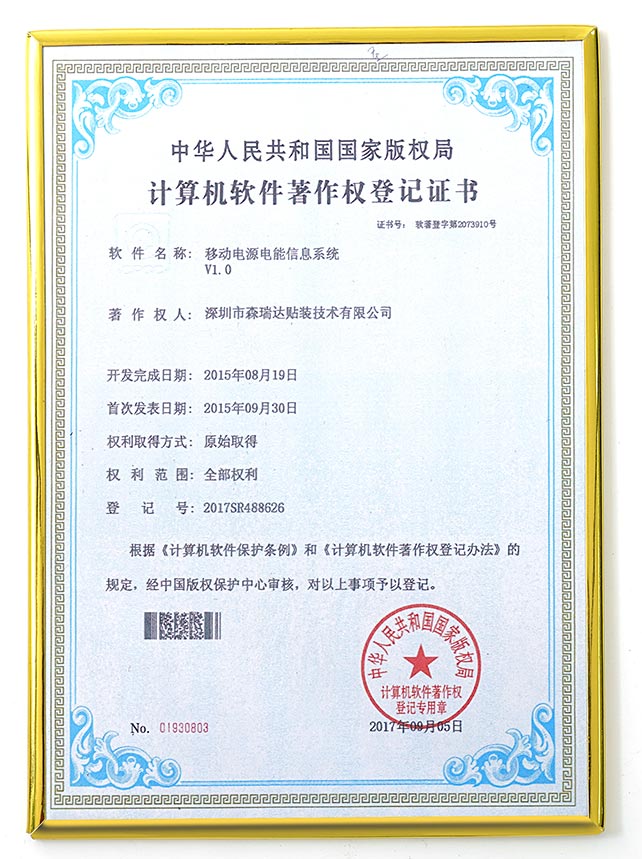 中华人民共和国国家版权局
计算机软件著作权登记证书
证书号： 软著登字第2073910号
软件名称： 移动电源电能信息系统
V1.0
著作权人： 深圳市森瑞达贴装技术有限公司
开发完成日期： 2015年08月19日
首次发表日期： 2015年09月30日
权利取得方式： 原始取得
权利范围： 全部权利
登记号： 2017SR488626
根据《计算机软件保护条例》和《计算机软件著作权登记办法》的
规定，经中国版权保护中心审核，对以上事项予以登记。
中华人民共和国国家版权局
计算机软件著作权
登记专用章
No. 01930803
2017年09月05日